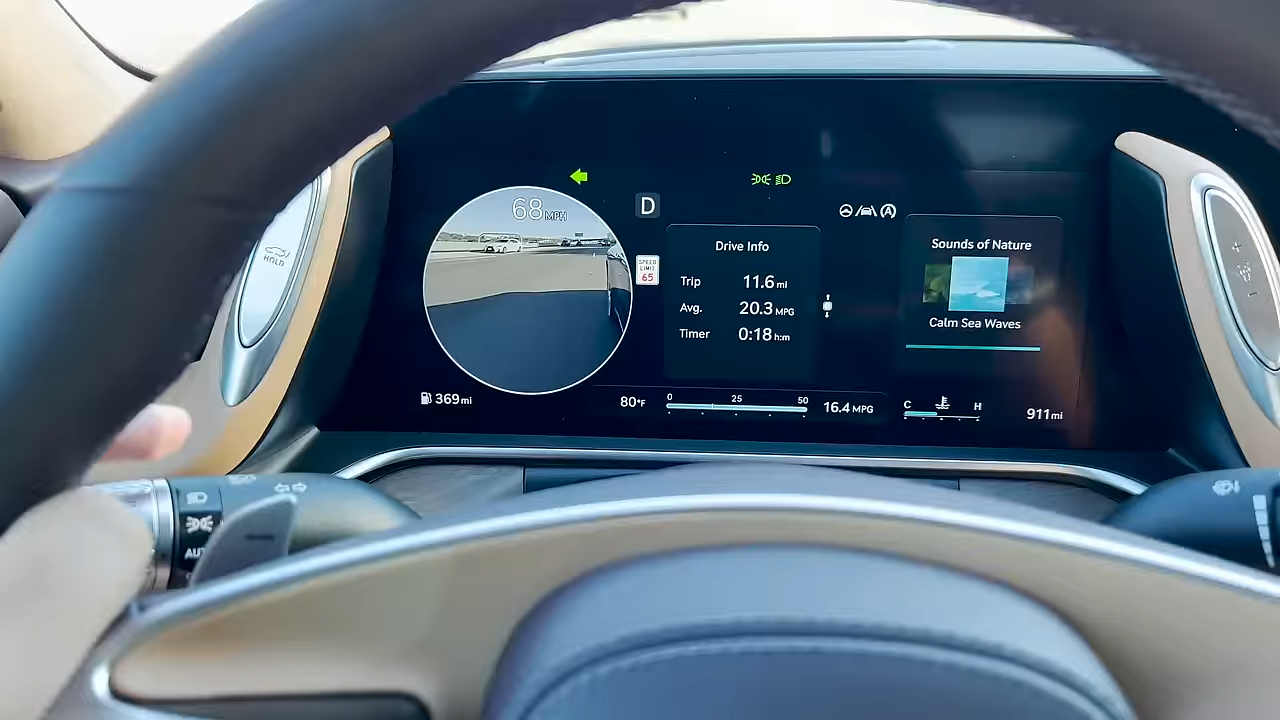 68 MPH
D
SPEED
LIMIT
65
Drive Info
Trip 11.6 mi
Avg. 20.3 MPG
Timer 0:18 h:m
Sounds of Nature
Calm Sea Waves
HOLD
369 mi
80°F
0 25 50
16.4 MPG
C H
911 mi